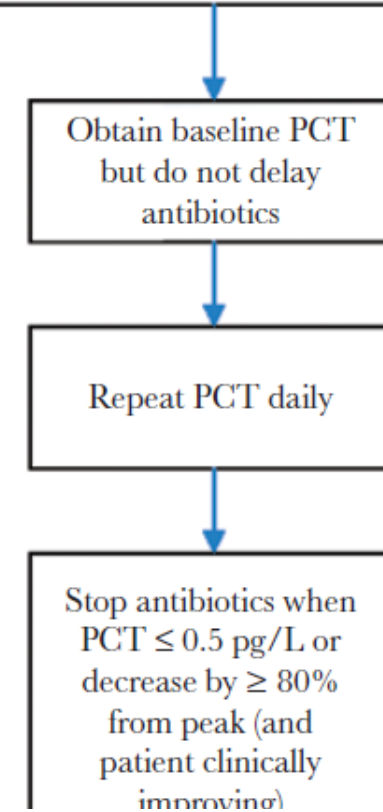 Obtain baseline PCT
but do not delay
antibiotics
Repeat PCT daily
Stop antibiotics when
PCT ≤ 0.5 pg/L or
decrease by ≥ 80%
from peak (and
patient clinically
improving)